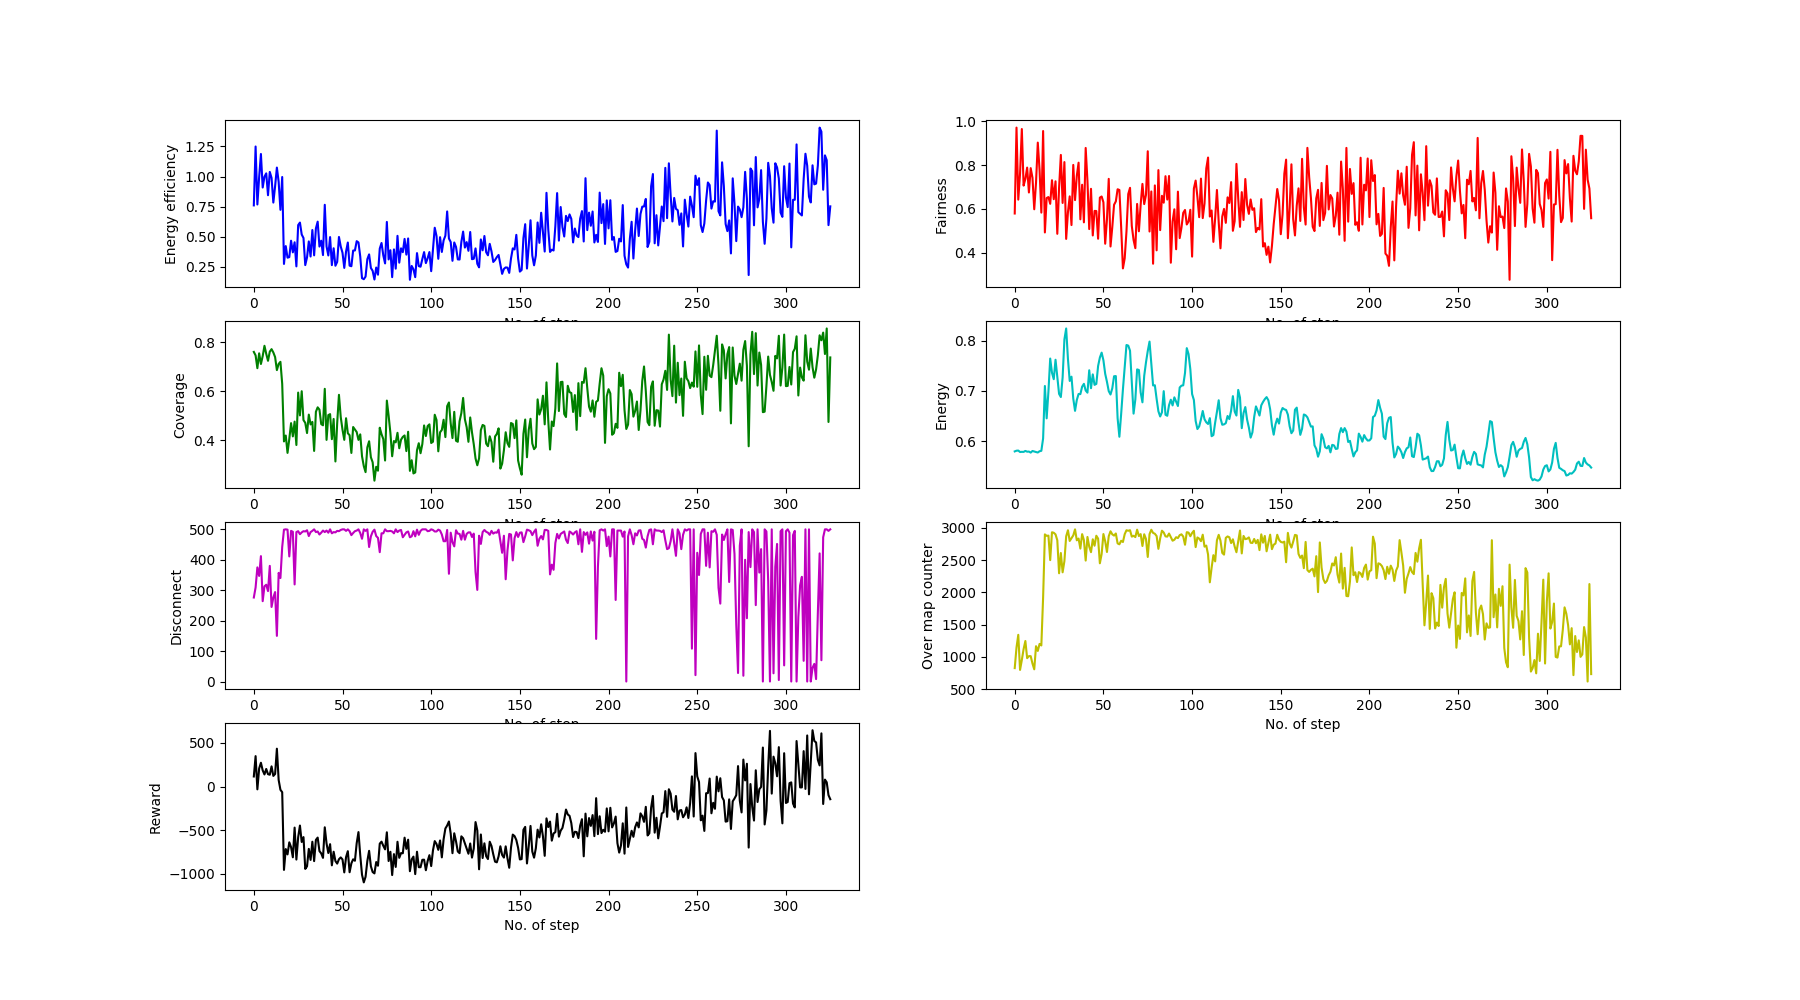 Energy efficiency
1.25
1.00
0.75
0.50
0.25
0 50 100 150 200 250 300
Fairness
1.0
0.8
0.6
0.4
0 50 100 150 200 250 300
Coverage
0.8
0.6
0.4
0 50 100 150 200 250 300
Energy
0.8
0.7
0.6
0 50 100 150 200 250 300
Disconnect
500
400
300
200
100
0
0 50 100 150 200 250 300
Over map counter
3000
2500
2000
1500
1000
500
0 50 100 150 200 250 300
No. of step
Reward
500
0
−500
−1000
0 50 100 150 200 250 300
No. of step